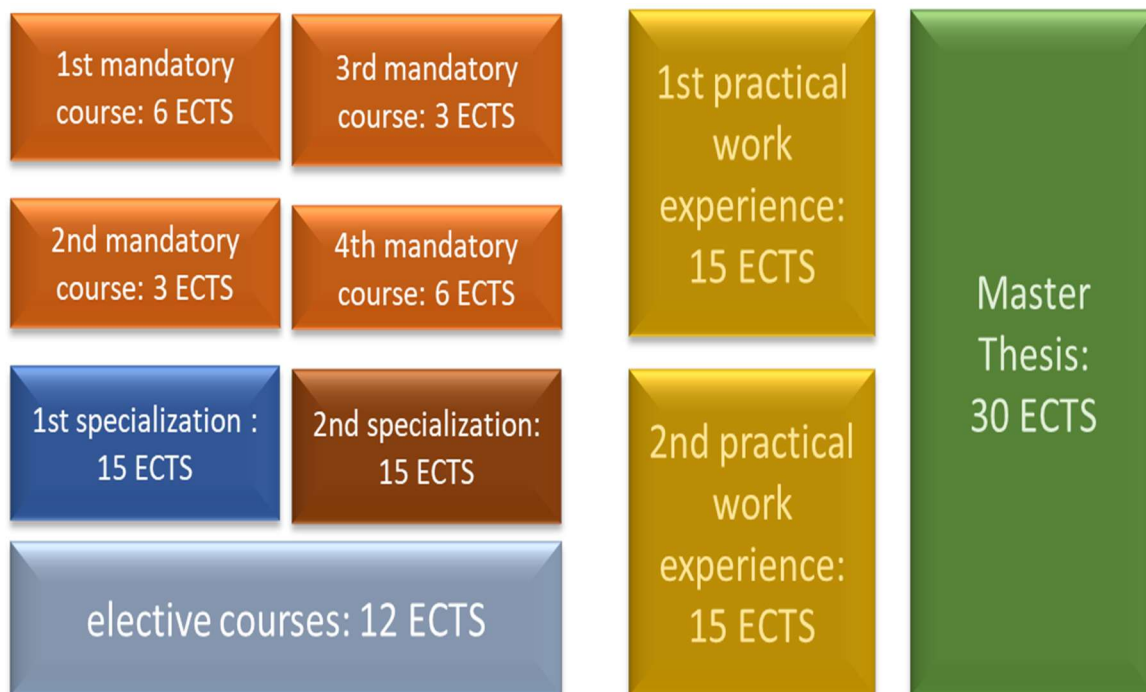 1st mandatory
course: 6 ECTS
3rd mandatory
course: 3 ECTS
2nd mandatory
course: 3 ECTS
4th mandatory
course: 6 ECTS
1st specialization :
15 ECTS
2nd specialization:
15 ECTS
elective courses: 12 ECTS
1st practical
work
experience:
15 ECTS
2nd practical
work
experience:
15 ECTS
Master
Thesis:
30 ECTS